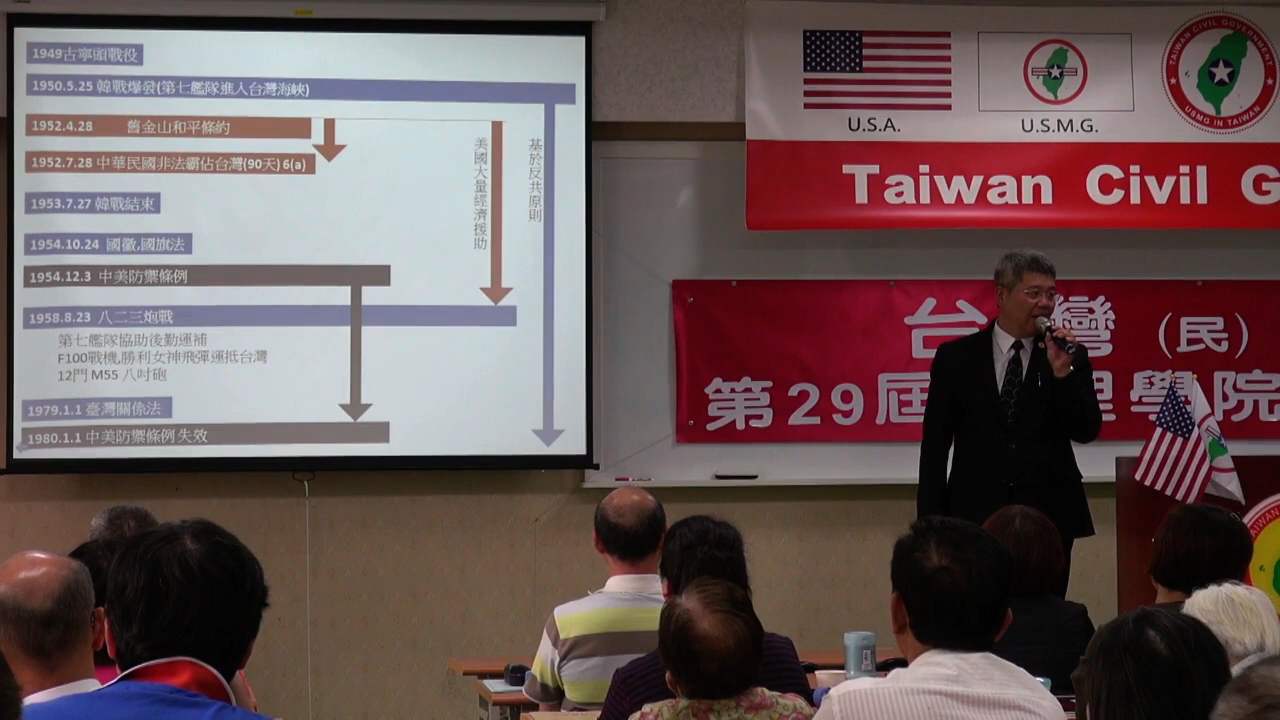 1949古寧頭戰役
1950.5.25 韓戰爆發(第七艦隊進入台灣海峽)
1952.4.28 舊金山和平條約
1952.7.28 中華民國非法霸佔台灣(90天) 6(a)
1953.7.27 韓戰結束
1954.10.24 國徽,國旗法
1954.12.3 中美防禦條例
1958.8.23 八二三炮戰
第七艦隊協助後勤運補
F100戰機,勝利女神飛彈運抵台灣
12門 M55 八吋砲
1979.1.1 臺灣關係法
1980.1.1 中美防禦條例 失效
美國大量經濟援助
基於反共原則
U.S.A.
U.S.M.G.
TAIWAN CIVIL GOVERNMENT
USMG IN TAIWAN
Taiwan Civil G
台灣(民)
第29屆 理學院
TAIWAN